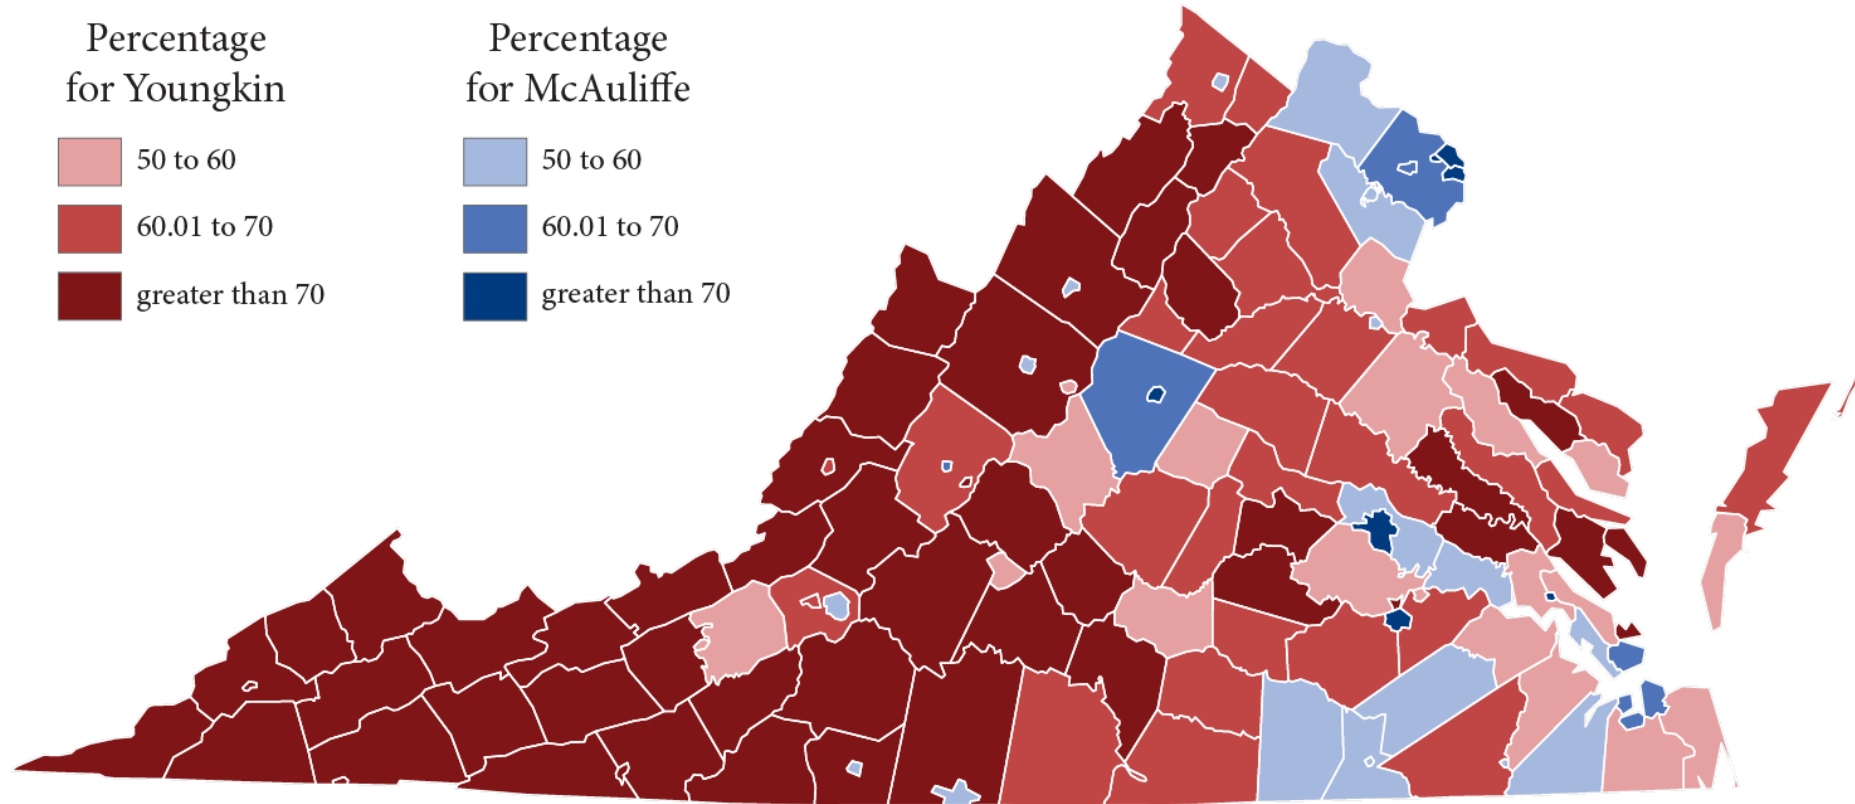 Percentage
for Youngkin
50 to 60
60.01 to 70
greater than 70
Percentage
for McAuliffe
50 to 60
60.01 to 70
greater than 70